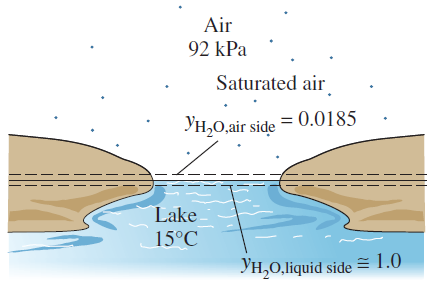 Air
92 kPa
Saturated air
yH₂O,air side = 0.0185
Lake
15°C
yH₂O,liquid side ≅ 1.0